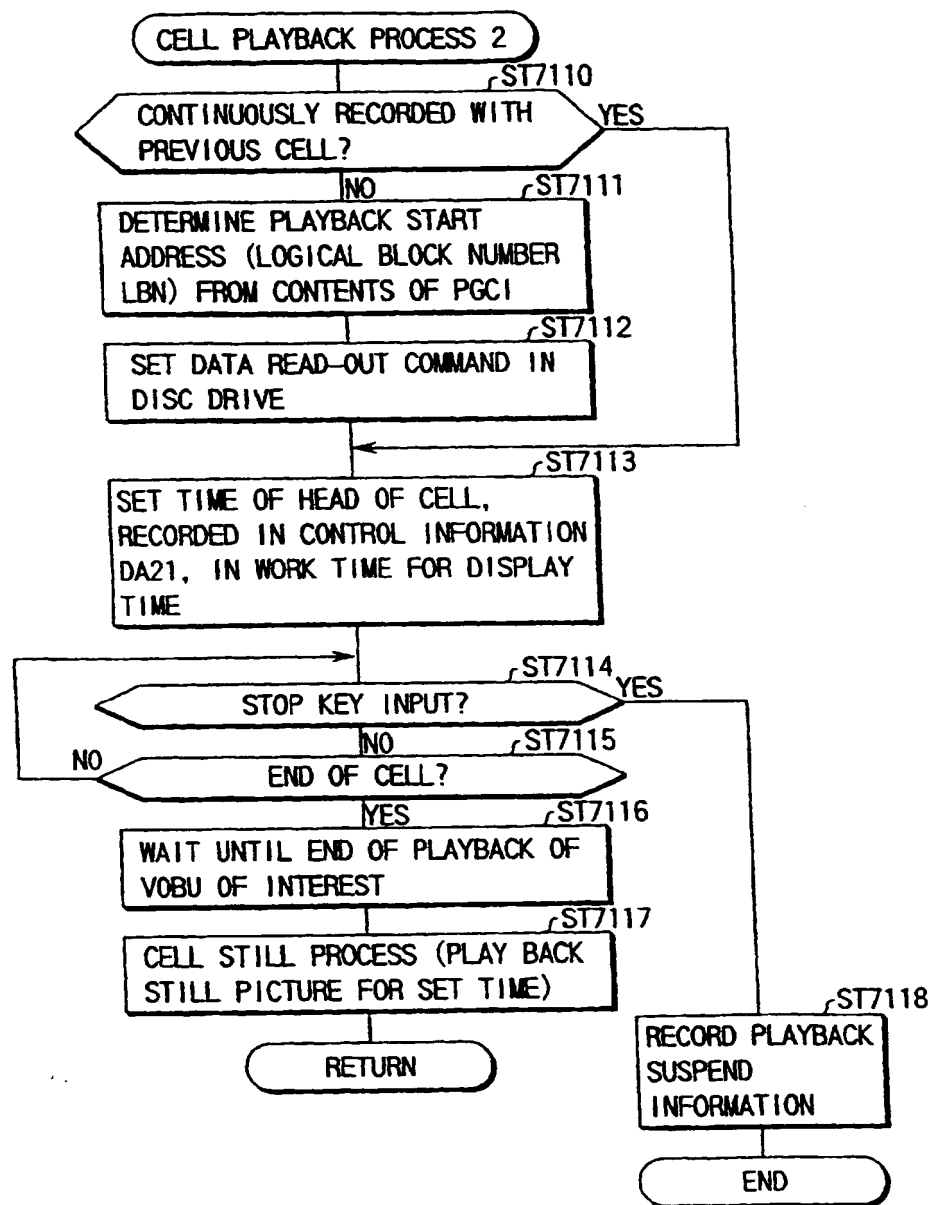 CELL PLAYBACK PROCESS 2
ST7110
CONTINUOUSLY RECORDED WITH
PREVIOUS CELL?
YES
NO
ST7111
DETERMINE PLAYBACK START
ADDRESS (LOGICAL BLOCK NUMBER
LBN) FROM CONTENTS OF PGCI
ST7112
SET DATA READ-OUT COMMAND IN
DISC DRIVE
ST7113
SET TIME OF HEAD OF CELL,
RECORDED IN CONTROL INFORMATION
DA21, IN WORK TIME FOR DISPLAY
TIME
ST7114
STOP KEY INPUT?
YES
NO
ST7115
END OF CELL?
NO
YES
ST7116
WAIT UNTIL END OF PLAYBACK OF
VOBU OF INTEREST
ST7117
CELL STILL PROCESS (PLAY BACK
STILL PICTURE FOR SET TIME)
RETURN
ST7118
RECORD PLAYBACK
SUSPEND
INFORMATION
END